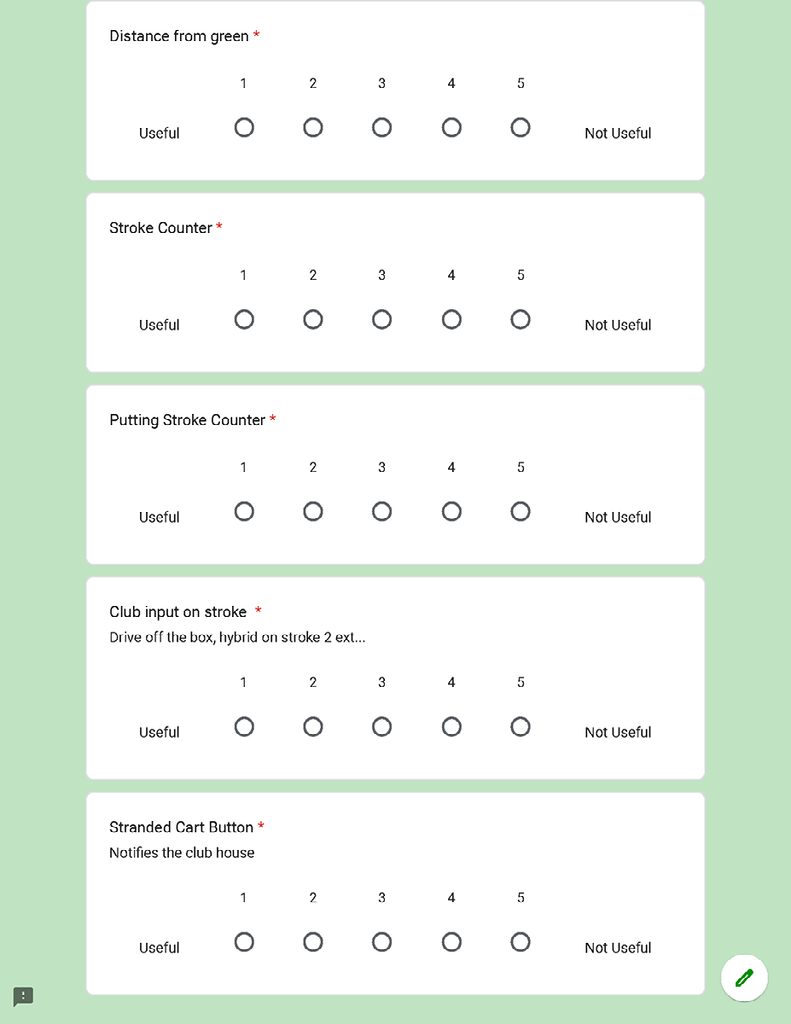 Distance from green *
1 2 3 4 5
Useful Not Useful
Stroke Counter *
1 2 3 4 5
Useful Not Useful
Putting Stroke Counter *
1 2 3 4 5
Useful Not Useful
Club input on stroke *
Drive off the box, hybrid on stroke 2 ext...
1 2 3 4 5
Useful Not Useful
Stranded Cart Button *
Notifies the club house
1 2 3 4 5
Useful Not Useful